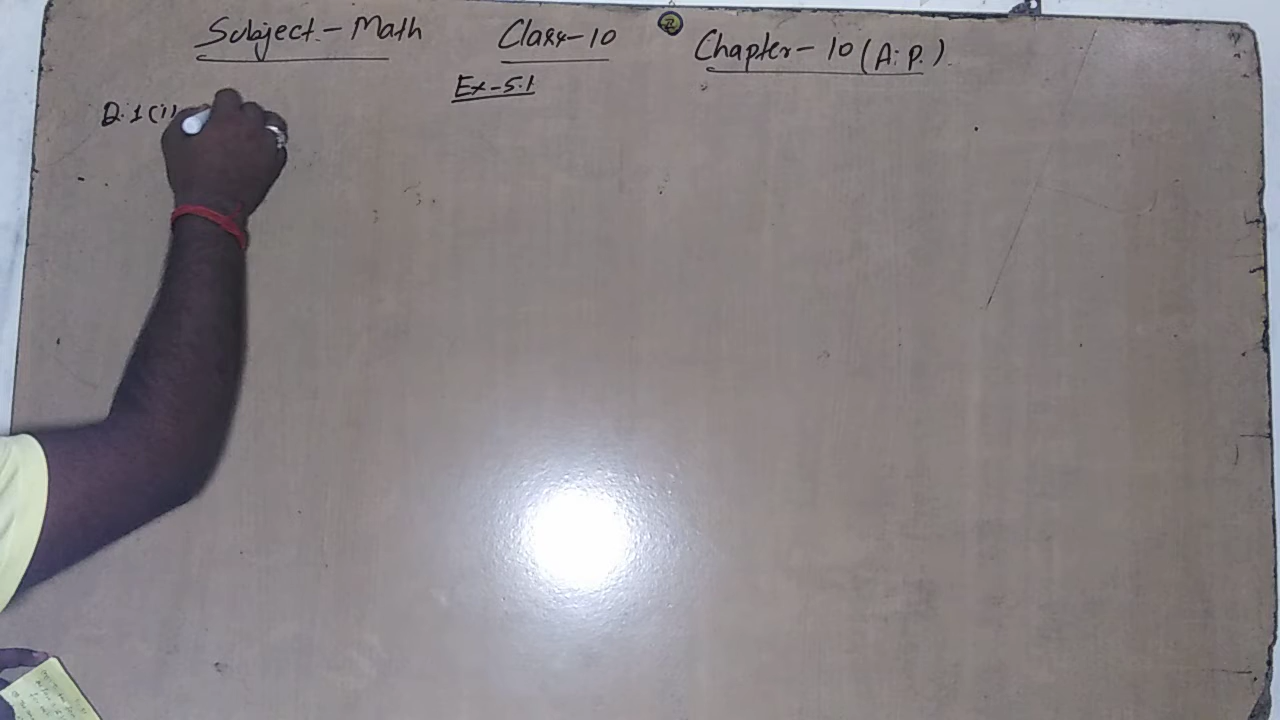 Subject - Math Class-10 Chapter- 10 (A.P.)
Ex-5.1
Q.1(i)